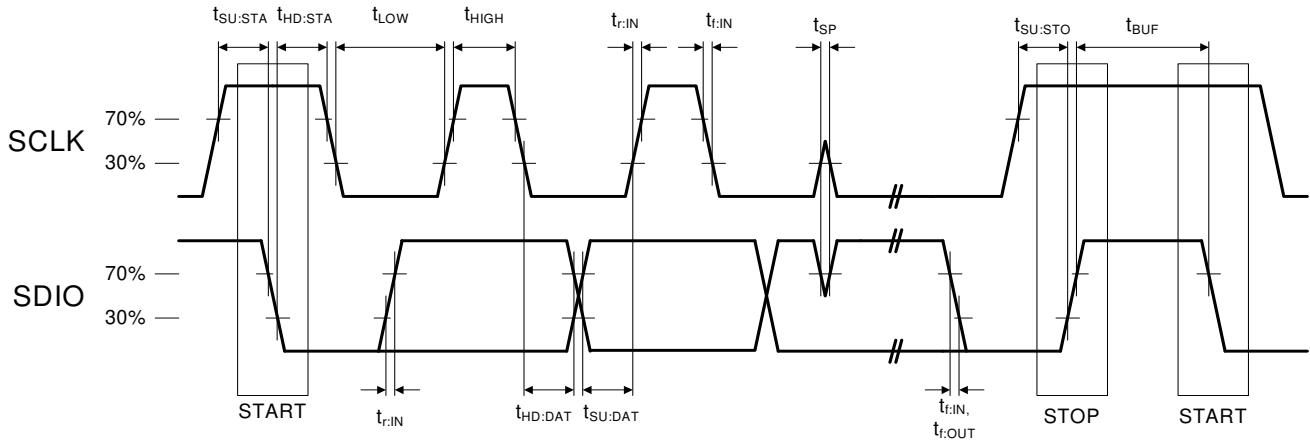 tSU:STA tHD:STA tLOW tHIGH tr:IN tf:IN tSP tSU:STO tBUF
SCLK
70%
30%
SDIO
70%
30%
START
tr:IN
tHD:DAT tSU:DAT
tf:IN,
tf:OUT
STOP
START